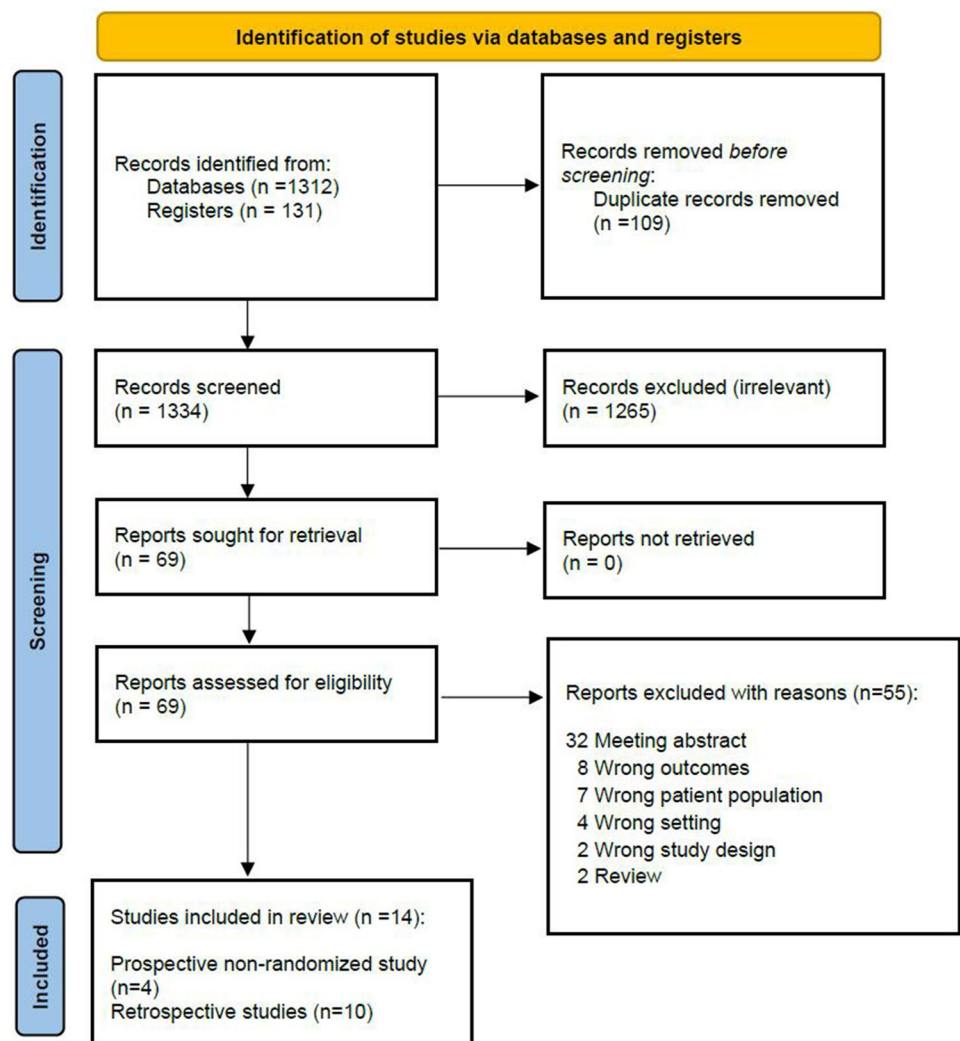 Identification of studies via databases and registers
Identification
Records identified from:
Databases (n =1312)
Registers (n = 131)
Records removed before
screening:
Duplicate records removed
(n =109)
Screening
Records screened
(n = 1334)
Records excluded (irrelevant)
(n = 1265)
Reports sought for retrieval
(n = 69)
Reports not retrieved
(n = 0)
Reports assessed for eligibility
(n = 69)
Reports excluded with reasons (n=55):
32 Meeting abstract
8 Wrong outcomes
7 Wrong patient population
4 Wrong setting
2 Wrong study design
2 Review
Included
Studies included in review (n =14):
Prospective non-randomized study
(n=4)
Retrospective studies (n=10)